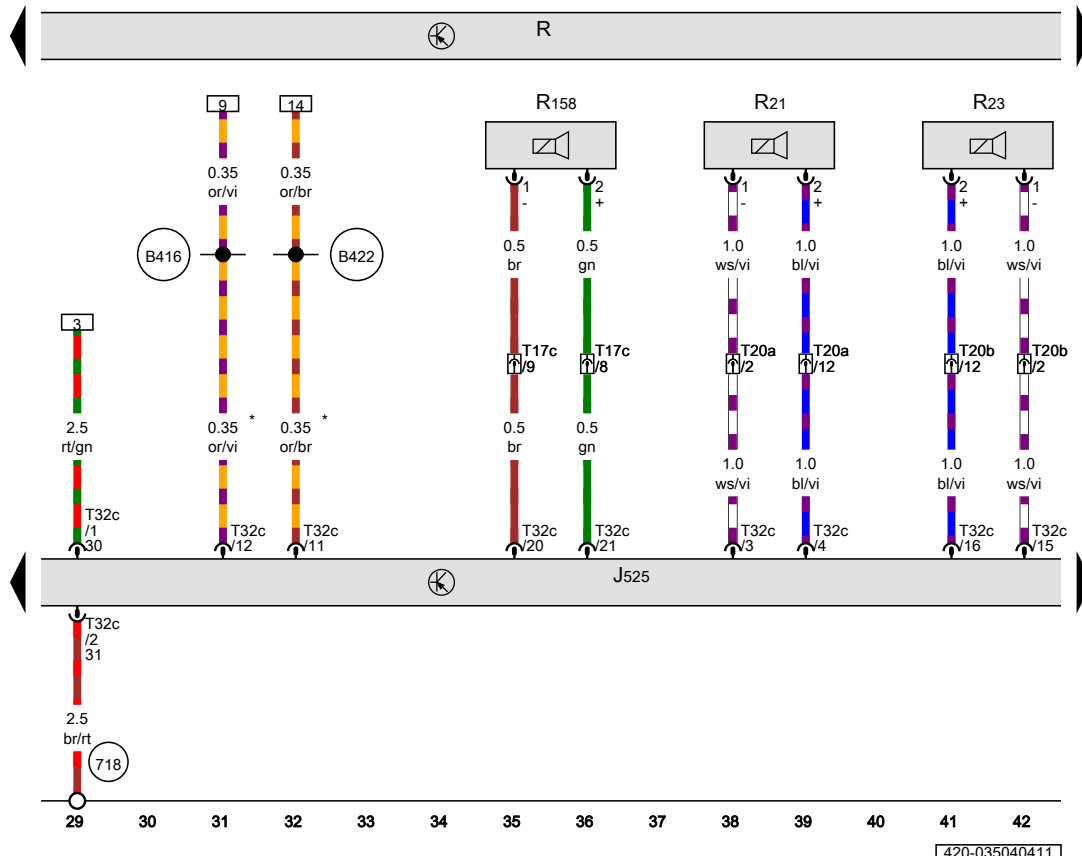 R
9
14
R158
R21
R23
1
-
2
+
1
-
2
+
2
+
1
-
0.35
or/vi
0.35
or/br
0.5
br
0.5
gn
1.0
ws/vi
1.0
bl/vi
1.0
bl/vi
1.0
ws/vi
B416
B422
3
T17c
/9
T17c
/8
T20a
/2
T20a
/12
T20b
/12
T20b
/2
2.5
rt/gn
0.35
or/vi
*
0.35
or/br
*
0.5
br
0.5
gn
1.0
ws/vi
1.0
bl/vi
1.0
bl/vi
1.0
ws/vi
T32c
/1
30
T32c
/12
T32c
/11
T32c
/20
T32c
/21
T32c
/3
T32c
/4
T32c
/16
T32c
/15
J525
T32c
/2
31
2.5
br/rt
718
29 30 31 32 33 34 35 36 37 38 39 40 41 42
420-035040411